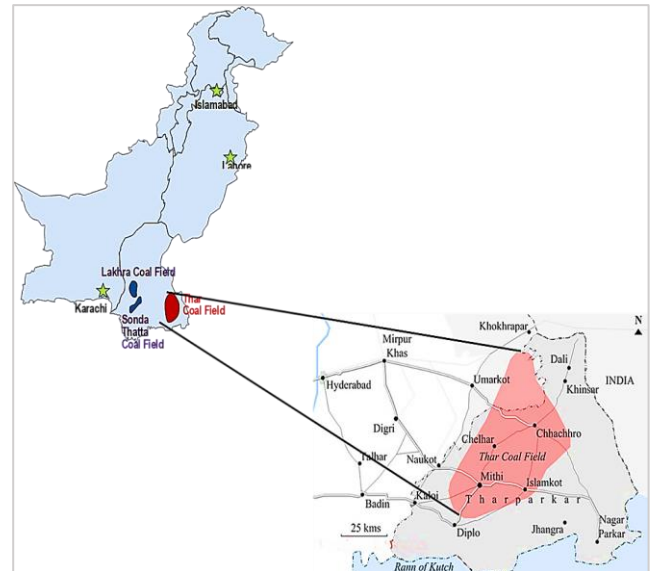 Islamabad
Lahore
Lakhra Coal Field
Karachi
Thar
Coal Field
Sonda
Thatta
Coal Field
Khokhrapar
N
Mirpur
Khas
Dali
Hyderabad
Umarkot
Khinsar
INDIA
Digri
Chelhar
Chhachhro
Talhar
Naukot
Thar Coal Field
Mithi
Islamkot
Badin
Kaloi
Tharparkar
25 kms
Diplo
Jhangra
Nagar
Parkar
Rann of Kutch